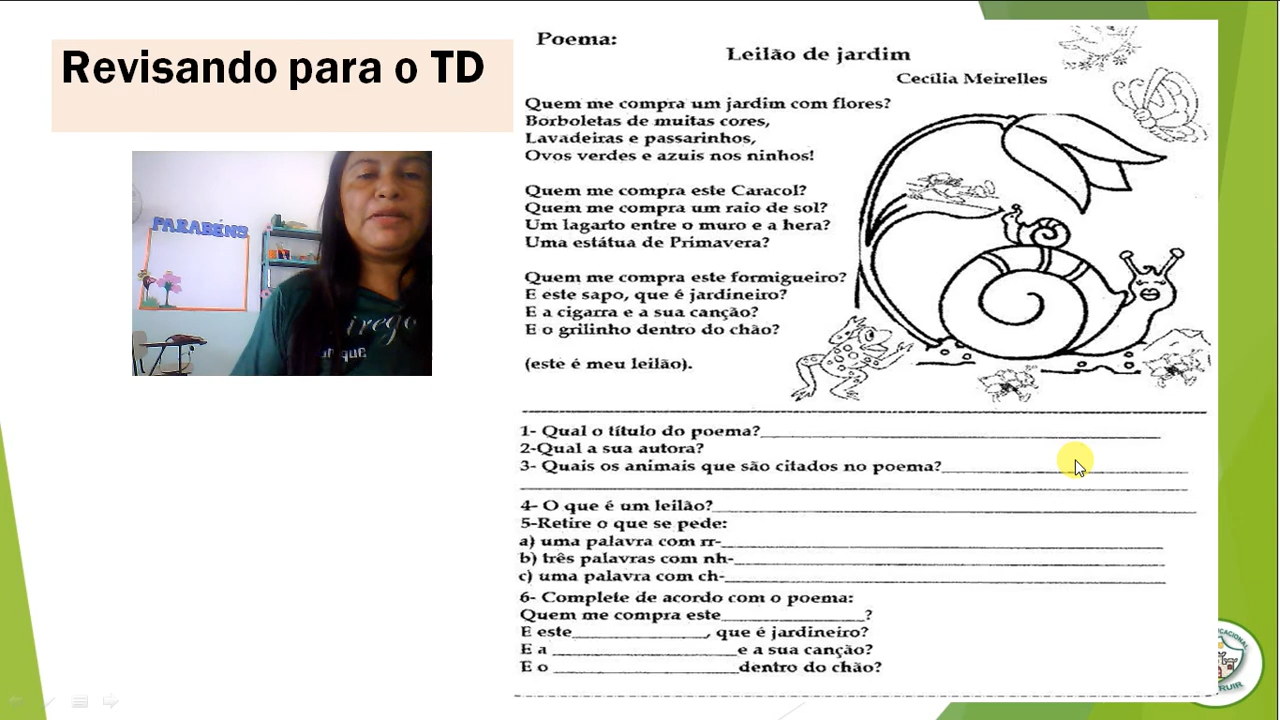 Revisando para o TD
PARABÉNS
Poema:
Leilão de jardim
Cecília Meirelles
Quem me compra um jardim com flores?
Borboletas de muitas cores,
Lavadeiras e passarinhos,
Ovos verdes e azuis nos ninhos!
Quem me compra este Caracol?
Quem me compra um raio de sol?
Um lagarto entre o muro e a hera?
Uma estátua de Primavera?
Quem me compra este formigueiro?
E este sapo, que é jardineiro?
E a cigarra e a sua canção?
E o grilinho dentro do chão?
(este é meu leilão).
1- Qual o título do poema?
2-Qual a sua autora?
3- Quais os animais que são citados no poema?
4- O que é um leilão?
5-Retire o que se pede:
a) uma palavra com rr-
b) três palavras com nh-
c) uma palavra com ch-
6- Complete de acordo com o poema:
Quem me compra este____________?
E este____________, que é jardineiro?
E a ____________e a sua canção?
E o ____________dentro do chão?